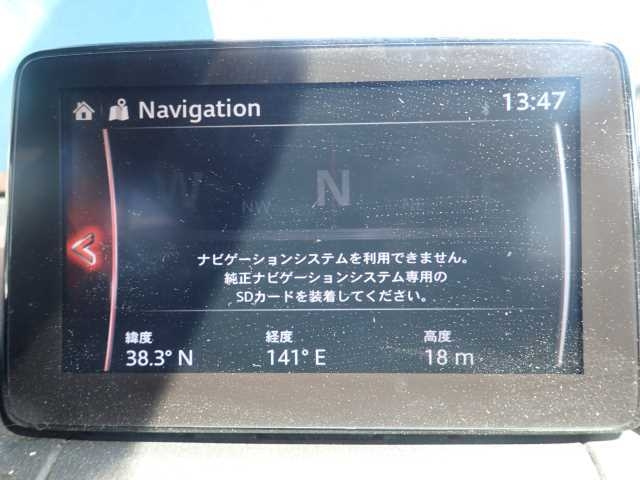 Navigation
13:47
W
NW
N
NE
ナビゲーションシステムを利用できません。
純正ナビゲーションシステム専用の
SDカードを装着してください。
緯度
経度
高度
38.3° N
141° E
18 m